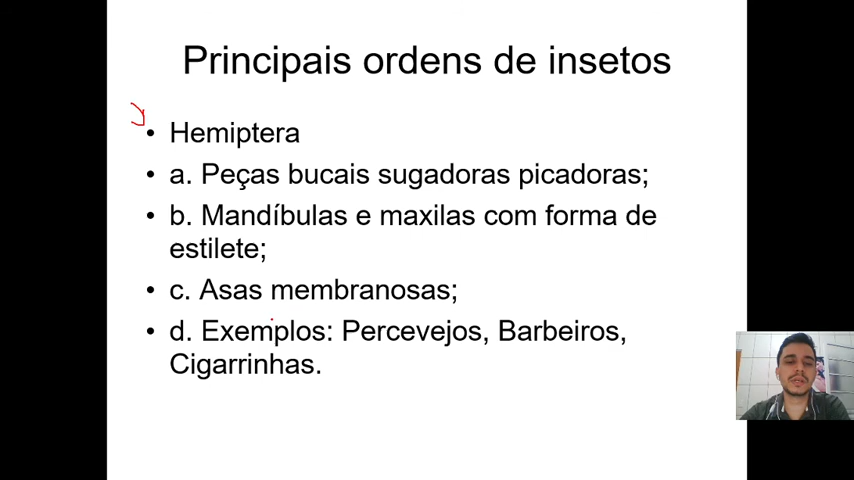 Principais ordens de insetos
• Hemiptera
• a. Peças bucais sugadoras picadoras;
• b. Mandíbulas e maxilas com forma de
estilete;
• c. Asas membranosas;
• d. Exemplos: Percevejos, Barbeiros,
Cigarrinhas.